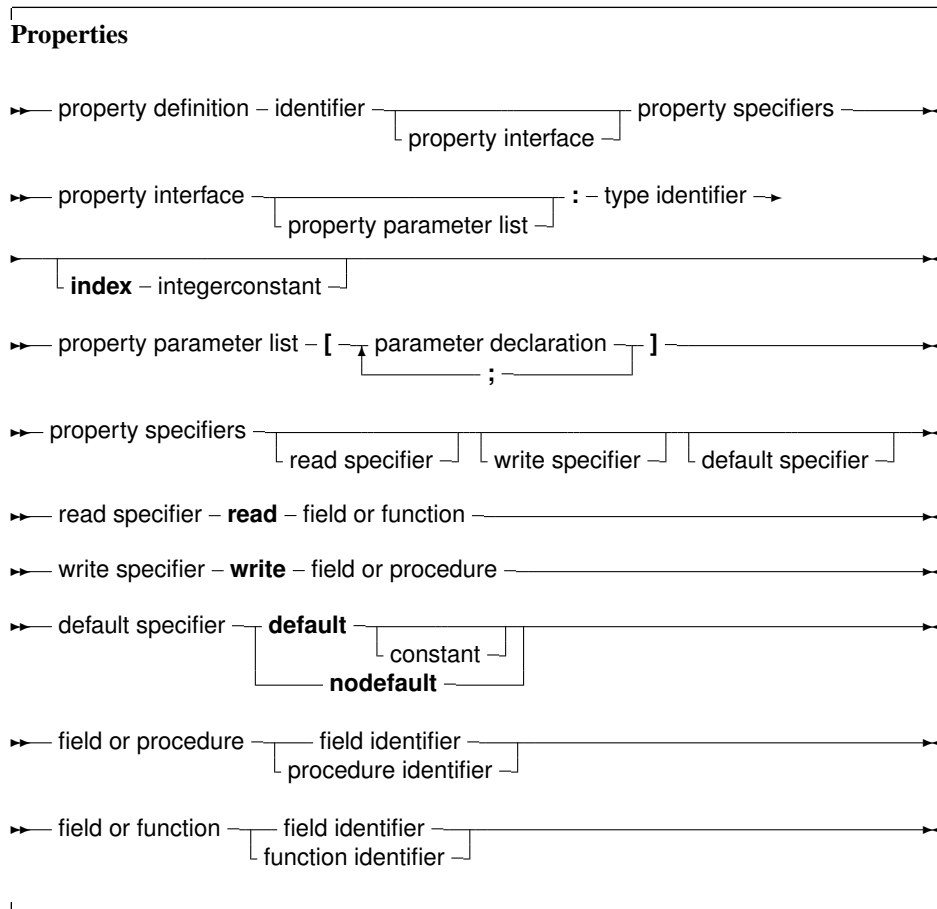 Properties
property definition – identifier property specifiers
property interface
property interface : – type identifier
property parameter list
index – integerconstant
property parameter list – [ parameter declaration ]
;
property specifiers
read specifier write specifier default specifier
read specifier – read – field or function
write specifier – write – field or procedure
default specifier default
constant
nodefault
field or procedure field identifier
procedure identifier
field or function field identifier
function identifier